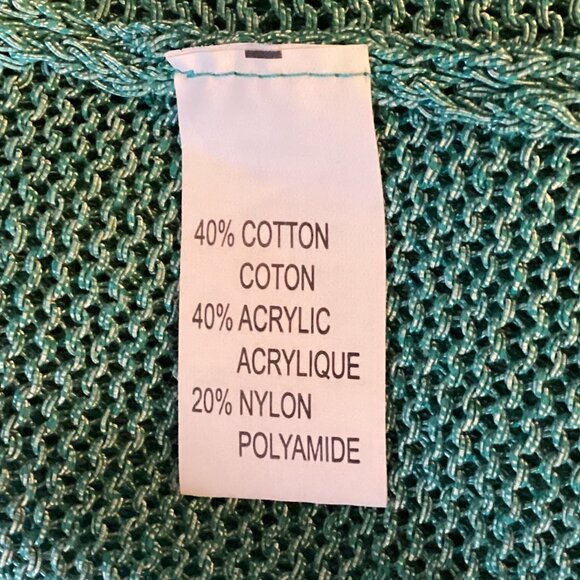 40% COTTON
COTON
40% ACRYLIC
ACRYLIQUE
20% NYLON
POLYAMIDE